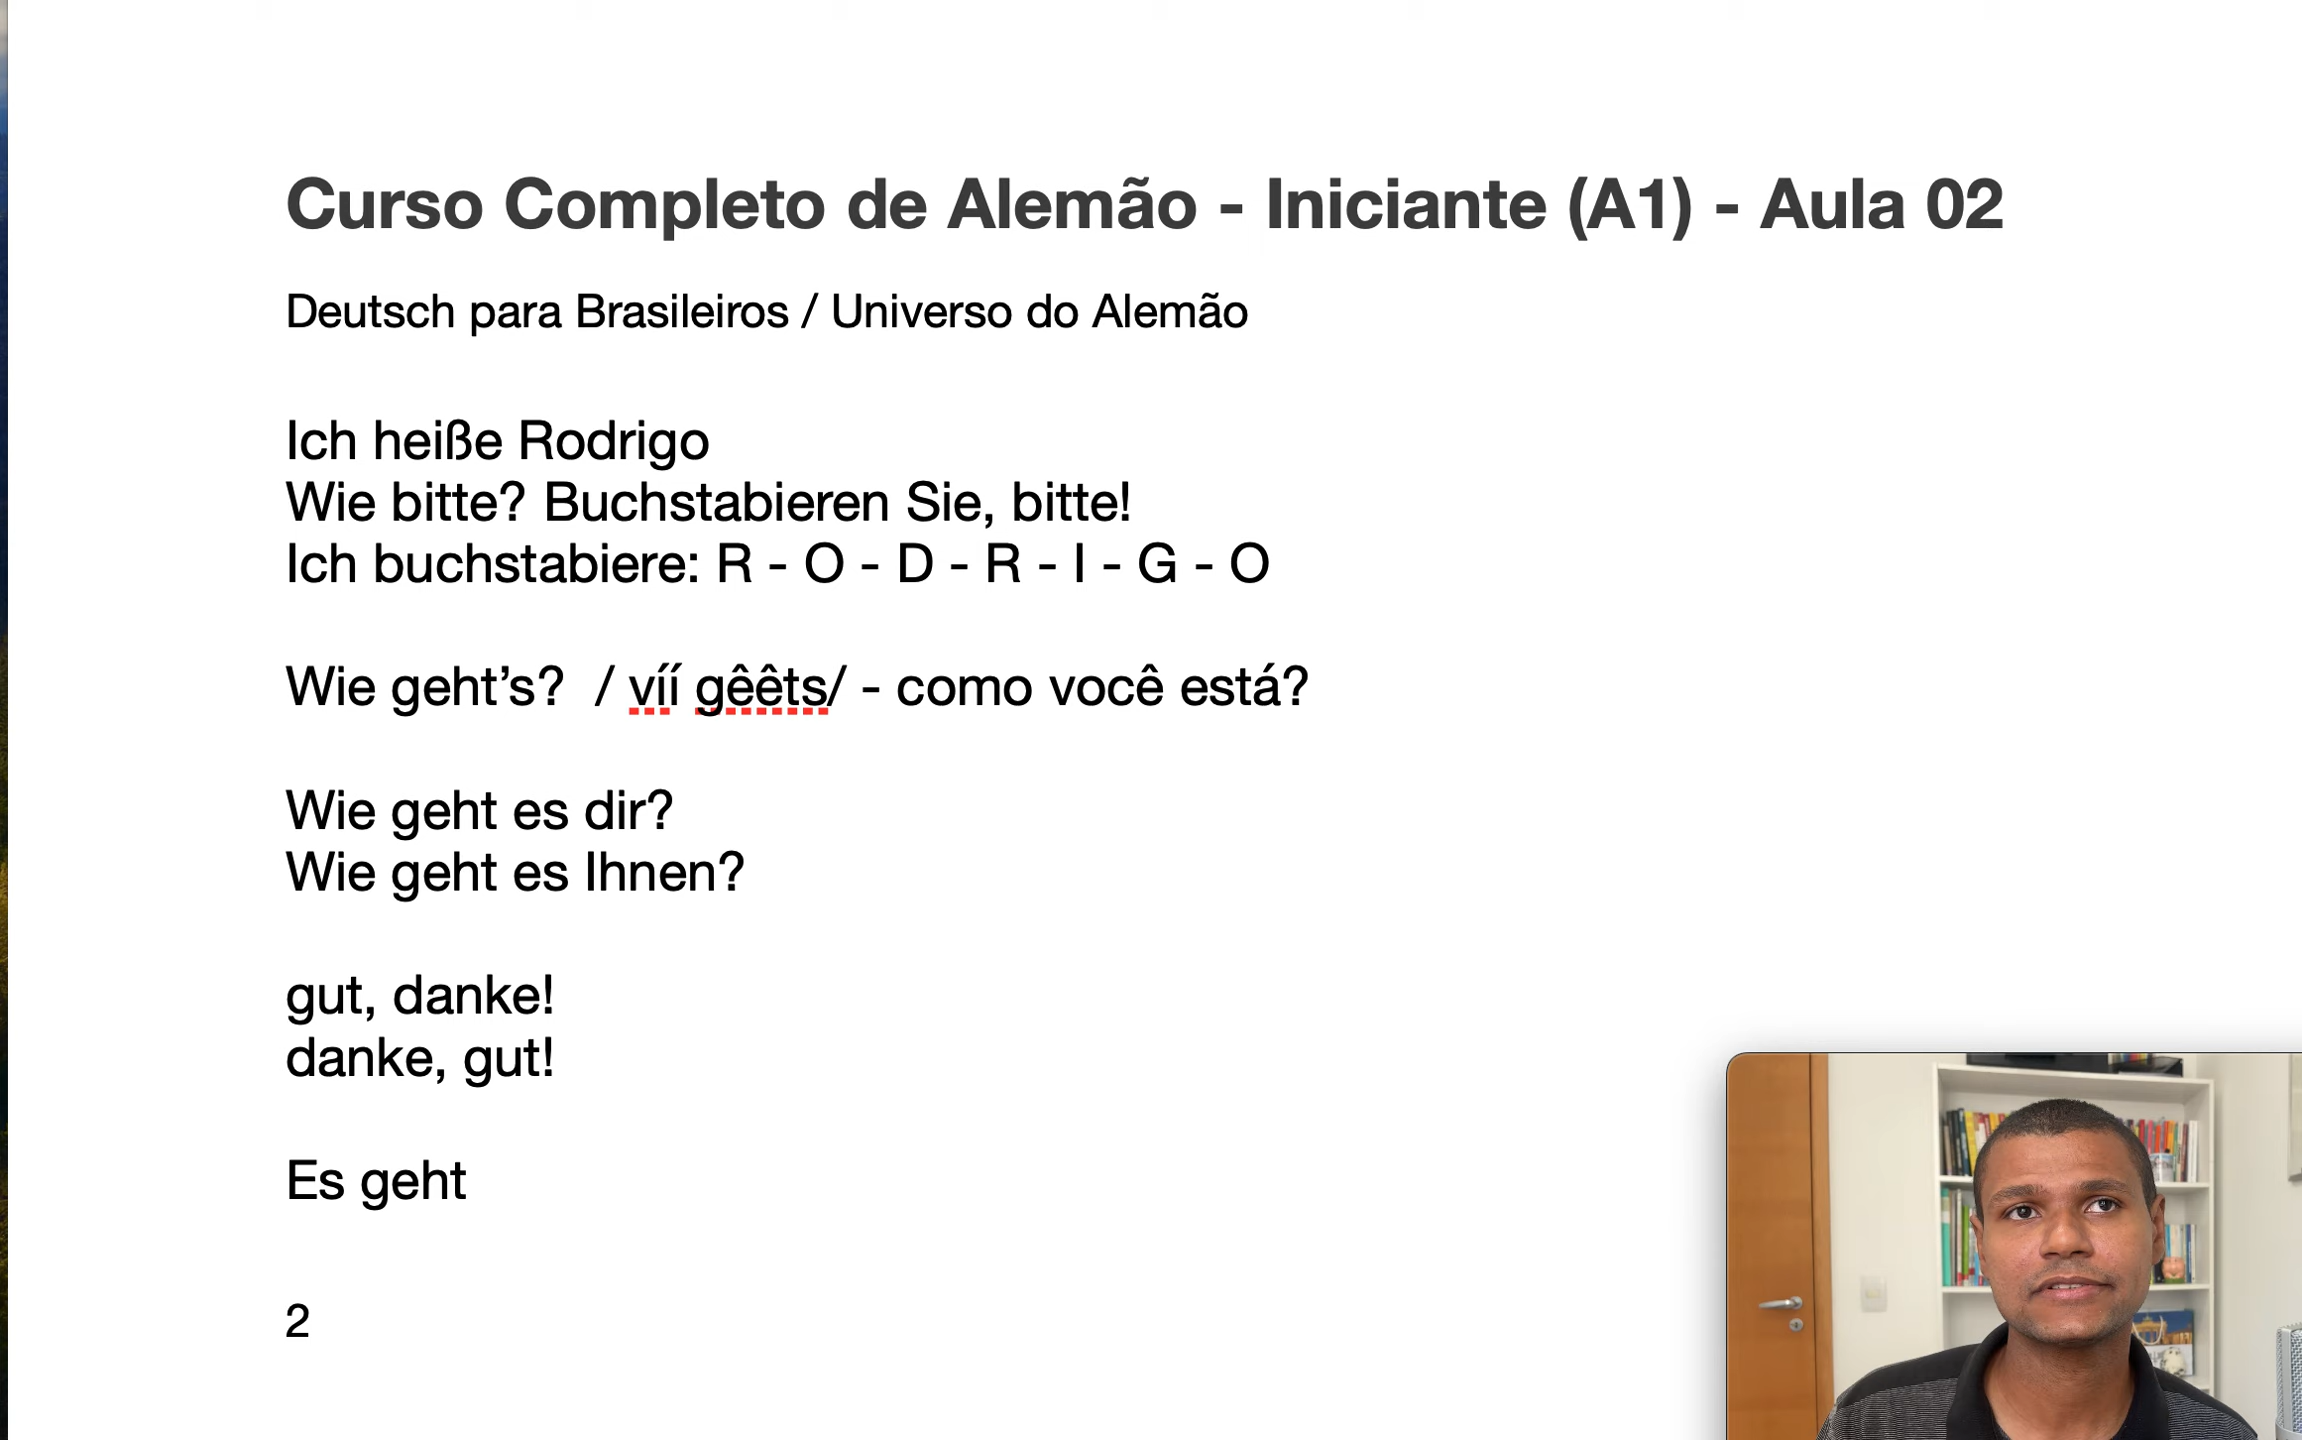 Curso Completo de Alemão - Iniciante (A1) - Aula 02
Deutsch para Brasileiros / Universo do Alemão
Ich heiße Rodrigo
Wie bitte? Buchstabieren Sie, bitte!
Ich buchstabiere: R - O - D - R - I - G - O
Wie geht’s?  / víí gêêts/ - como você está?
Wie geht es dir?
Wie geht es Ihnen?
gut, danke!
danke, gut!
Es geht
2